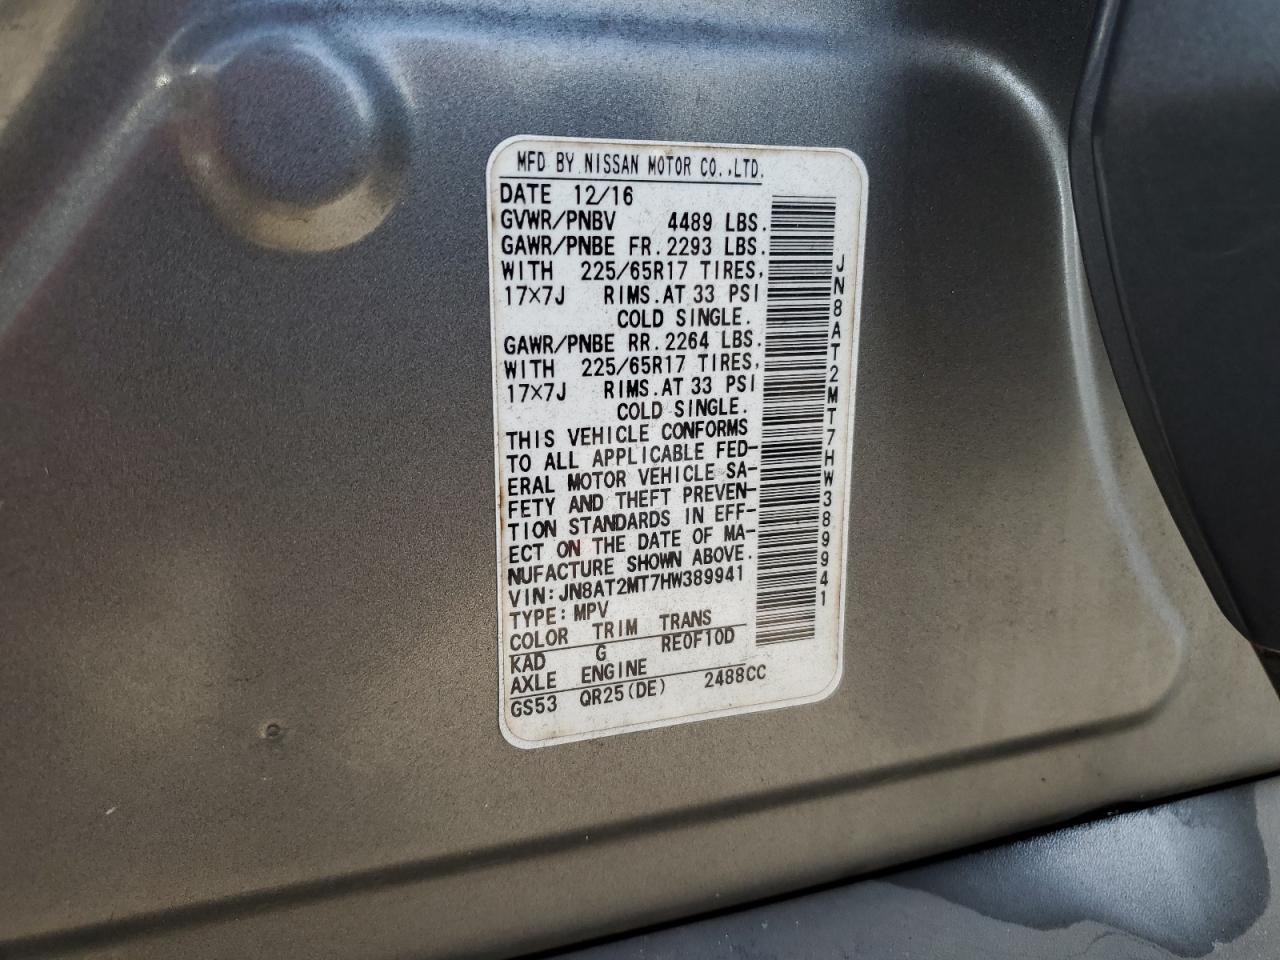 MFD BY NISSAN MOTOR CO.,LTD.
DATE 12/16
GVWR/PNBV 4489 LBS.
GAWR/PNBE FR. 2293 LBS.
WITH 225/65R17 TIRES,
17×7J RIMS. AT 33 PSI
COLD SINGLE.
GAWR/PNBE RR. 2264 LBS.
WITH 225/65R17 TIRES,
17×7J RIMS. AT 33 PSI
COLD SINGLE.
THIS VEHICLE CONFORMS
TO ALL APPLICABLE FED-
ERAL MOTOR VEHICLE SA-
FETY AND THEFT PREVEN-
TION STANDARDS IN EFF-
ECT ON THE DATE OF MA-
NUFACTURE SHOWN ABOVE.
VIN: JN8AT2MT7HW389941
TYPE: MPV
COLOR TRIM TRANS
KAD G RE0F10D
AXLE ENGINE
GS53 QR25(DE) 2488CC
JN8AT2MT7HW389941